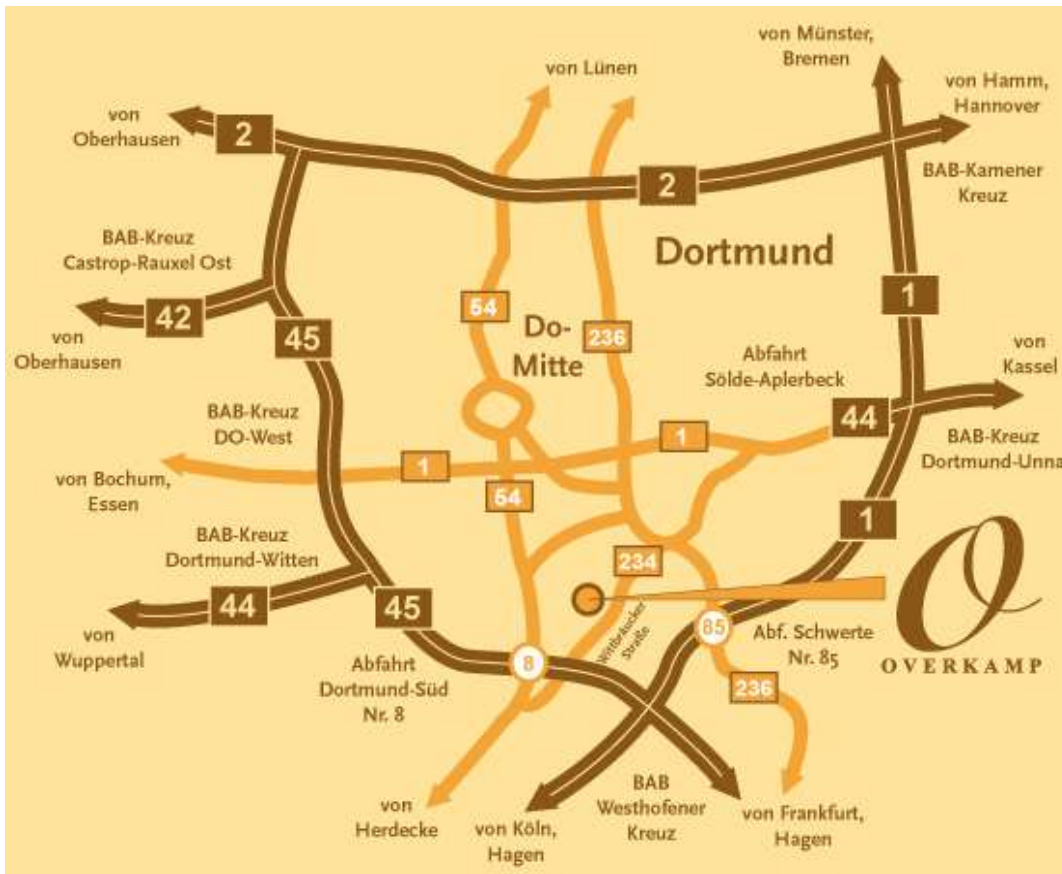 von Münster,
Bremen
von Lünen
von Hamm,
Hannover
von
Oberhausen
2
2
BAB-Kamener
Kreuz
BAB-Kreuz
Castrop-Rauxel Ost
Dortmund
54
1
42
45
Do-
Mitte
236
von
Oberhausen
Abfahrt
Sölde-Aplerbeck
von
Kassel
BAB-Kreuz
DO-West
44
1
1
BAB-Kreuz
Dortmund-Unna
von Bochum,
Essen
54
1
BAB-Kreuz
Dortmund-Witten
234
44
45
Wittbräucker
Straße
85
Abf. Schwerte
Nr. 85
von
Wuppertal
8
OVERKAMP
Abfahrt
Dortmund-Süd
Nr. 8
236
von
Herdecke
von Köln,
Hagen
BAB
Westhofener
Kreuz
von Frankfurt,
Hagen